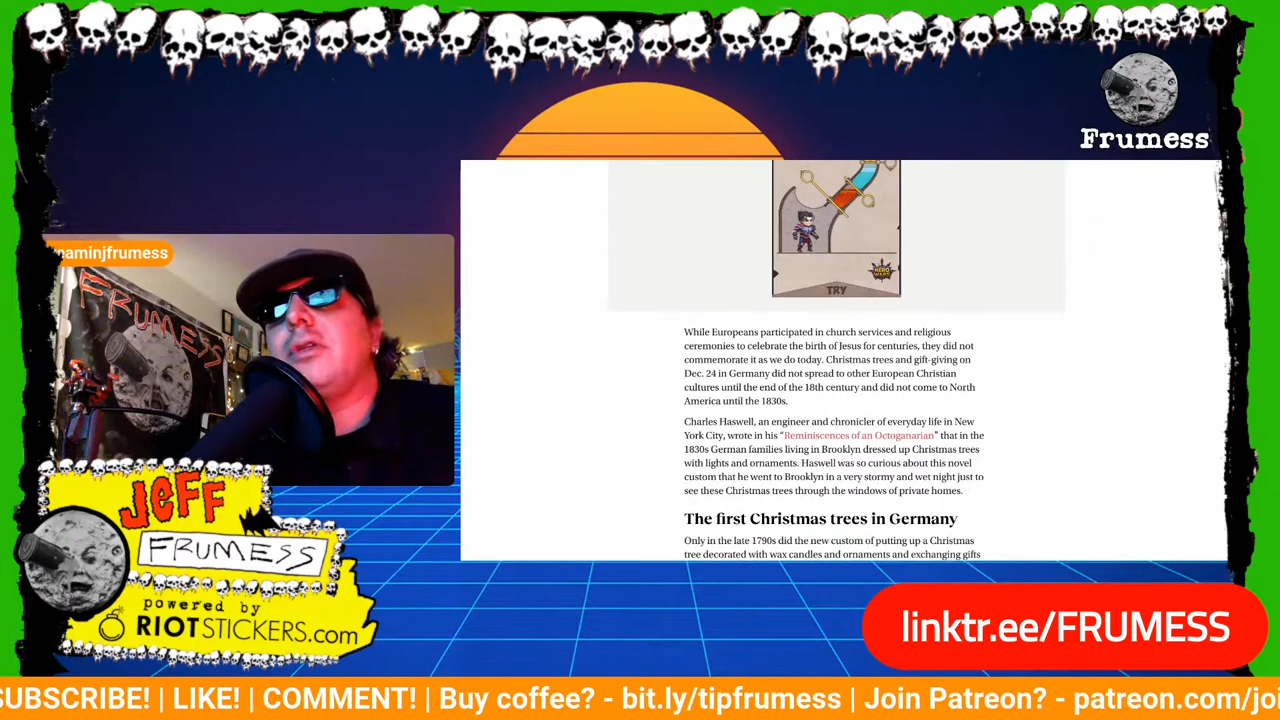 Frumess
aminjfrumess
FRUMESS
HERO
WARS
TRY
While Europeans participated in church services and religious
ceremonies to celebrate the birth of Jesus for centuries, they did not
commemorate it as we do today. Christmas trees and gift-giving on
Dec. 24 in Germany did not spread to other European Christian
cultures until the end of the 18th century and did not come to North
America until the 1830s.
Charles Haswell, an engineer and chronicler of everyday life in New
York City, wrote in his “Reminiscences of an Octoganarian” that in the
1830s German families living in Brooklyn dressed up Christmas trees
with lights and ornaments. Haswell was so curious about this novel
custom that he went to Brooklyn in a very stormy and wet night just to
see these Christmas trees through the windows of private homes.
The first Christmas trees in Germany
Only in the late 1790s did the new custom of putting up a Christmas
tree decorated with wax candles and ornaments and exchanging gifts
JEFF
FRUMESS
powered by
RIOTSTICKERS.com
linktr.ee/FRUMESS
SUBSCRIBE! | LIKE! | COMMENT! | Buy coffee? - bit.ly/tipfrumess | Join Patreon? - patreon.com/joi